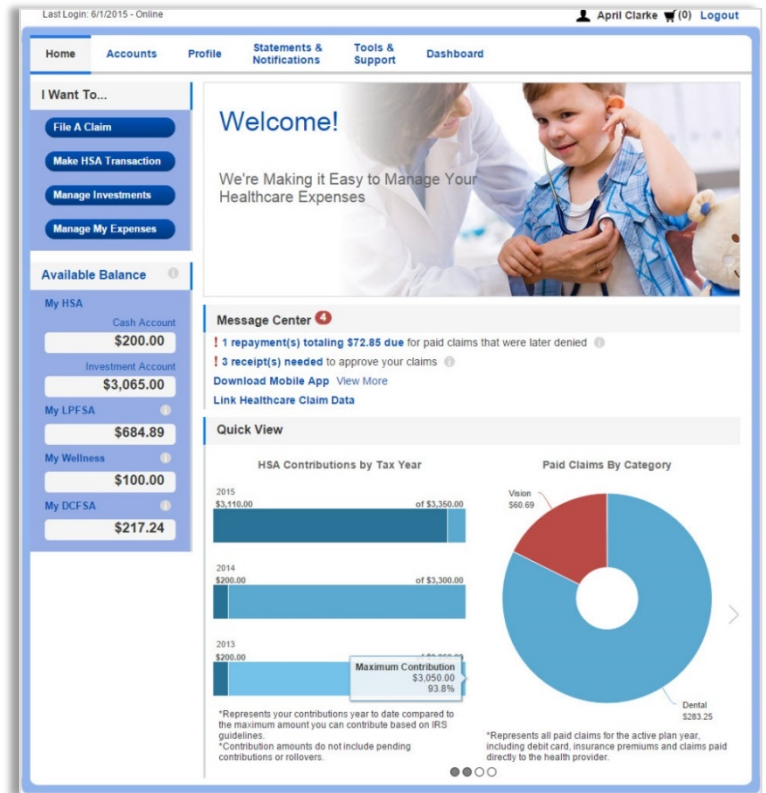 Last Login: 6/1/2015 - Online
April Clarke (0) Logout
Home Accounts Profile Statements & Notifications Tools & Support Dashboard
I Want To...
File A Claim
Make HSA Transaction
Manage Investments
Manage My Expenses
Available Balance
My HSA
Cash Account
$200.00
Investment Account
$3,065.00
My LPFSA
$684.89
My Wellness
$100.00
My DCFSA
$217.24
Welcome!
We're Making it Easy to Manage Your
Healthcare Expenses
Message Center 4
! 1 repayment(s) totaling $72.85 due for paid claims that were later denied
! 3 receipt(s) needed to approve your claims
Download Mobile App View More
Link Healthcare Claim Data
Quick View
HSA Contributions by Tax Year
2015
$3,110.00 of $3,350.00
2014
$200.00 of $3,300.00
2013
$200.00
Maximum Contribution
$3,050.00
93.8%
*Represents your contributions year to date compared to
the maximum amount you can contribute based on IRS
guidelines.
*Contribution amounts do not include pending
contributions or rollovers.
Paid Claims By Category
Vision
$60.69
Dental
$283.25
*Represents all paid claims for the active plan year,
including debit card, insurance premiums and claims paid
directly to the health provider.